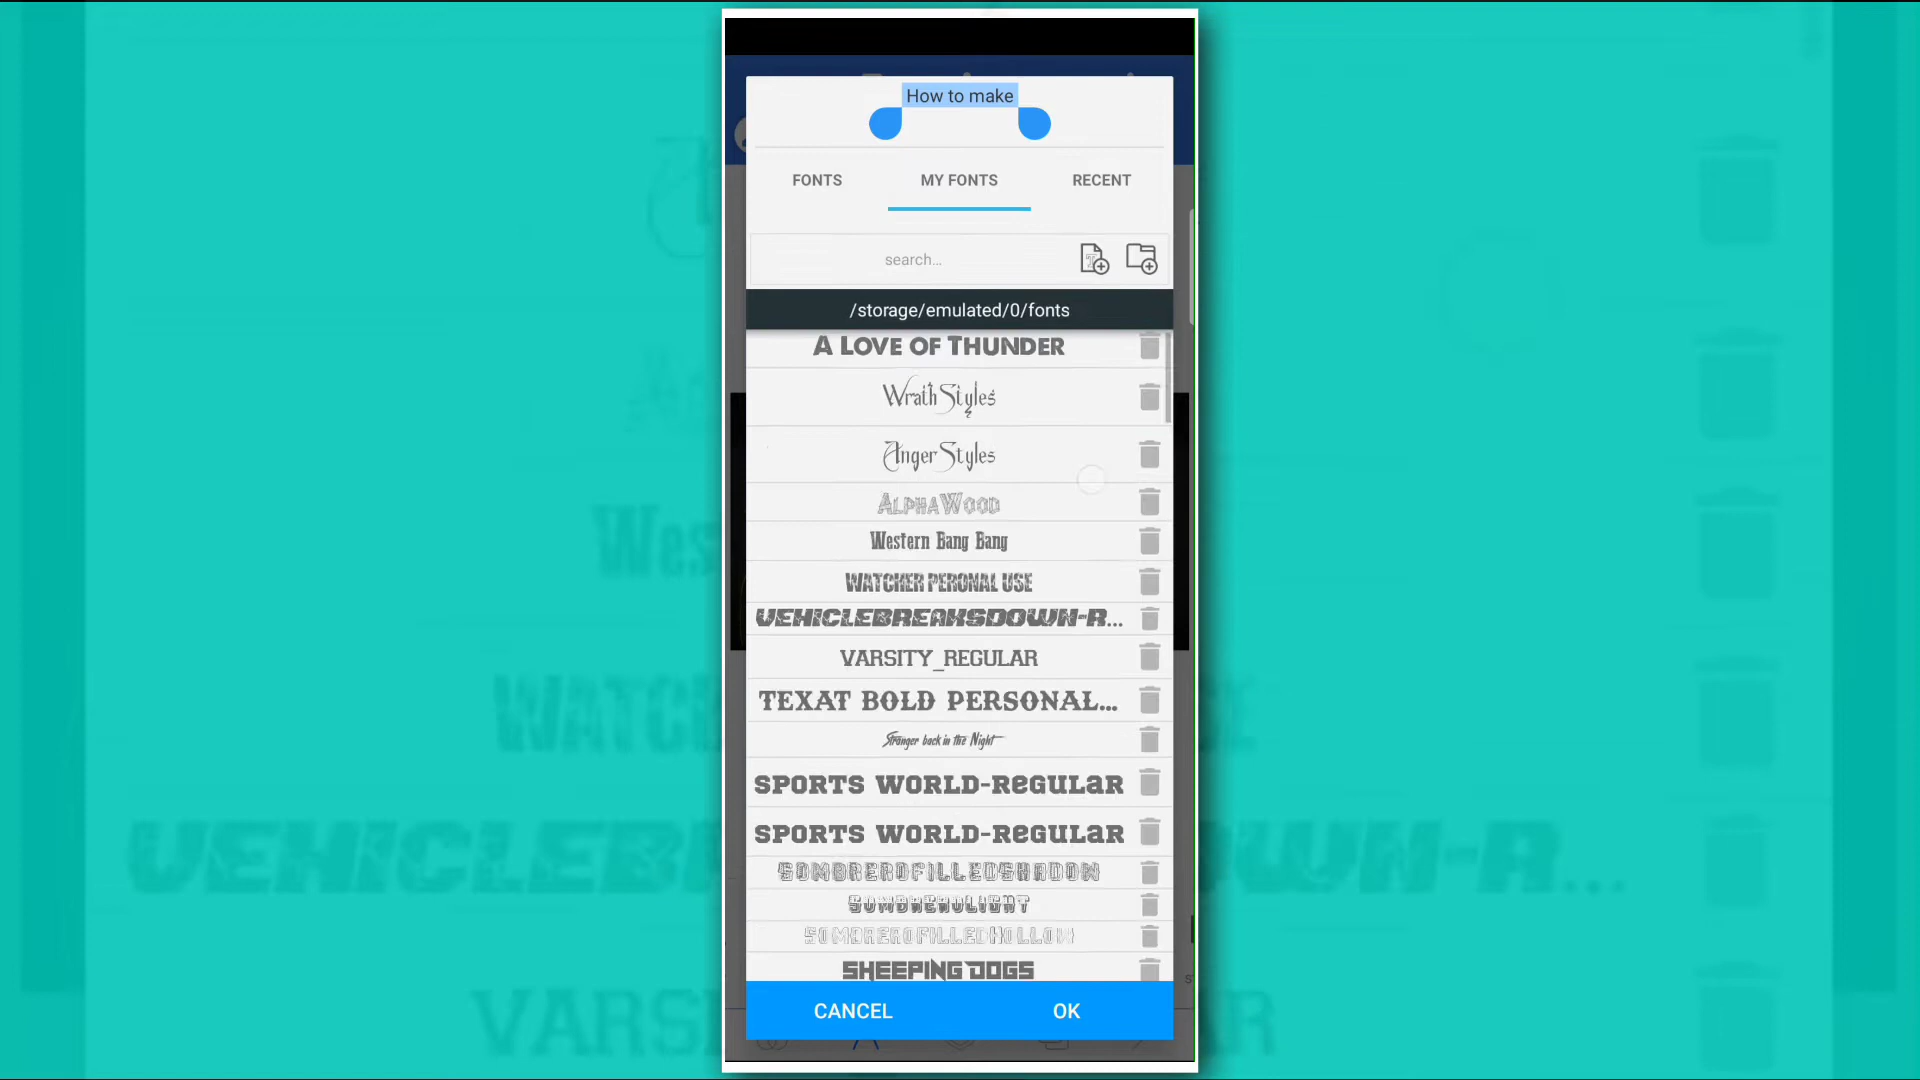 How to make
FONTS MY FONTS RECENT
search...
/storage/emulated/0/fonts
A LOVE OF THUNDER
WrathStyles
AngerStyles
ALPHAWOOD
Western Bang Bang
WATCHER PERONAL USE
VEHICLEBREAKSDOWN-R...
VARSITY_REGULAR
TEXAT BOLD PERSONAL...
Stranger back in the Night
SPORTS WORLD-REGULAR
SPORTS WORLD-REGULAR
SOMBREROFILLEDSHADOW
SOMBREROLIGHT
SOMBREROFILLEDHOLLOW
SHEEPING DOGS
CANCEL OK